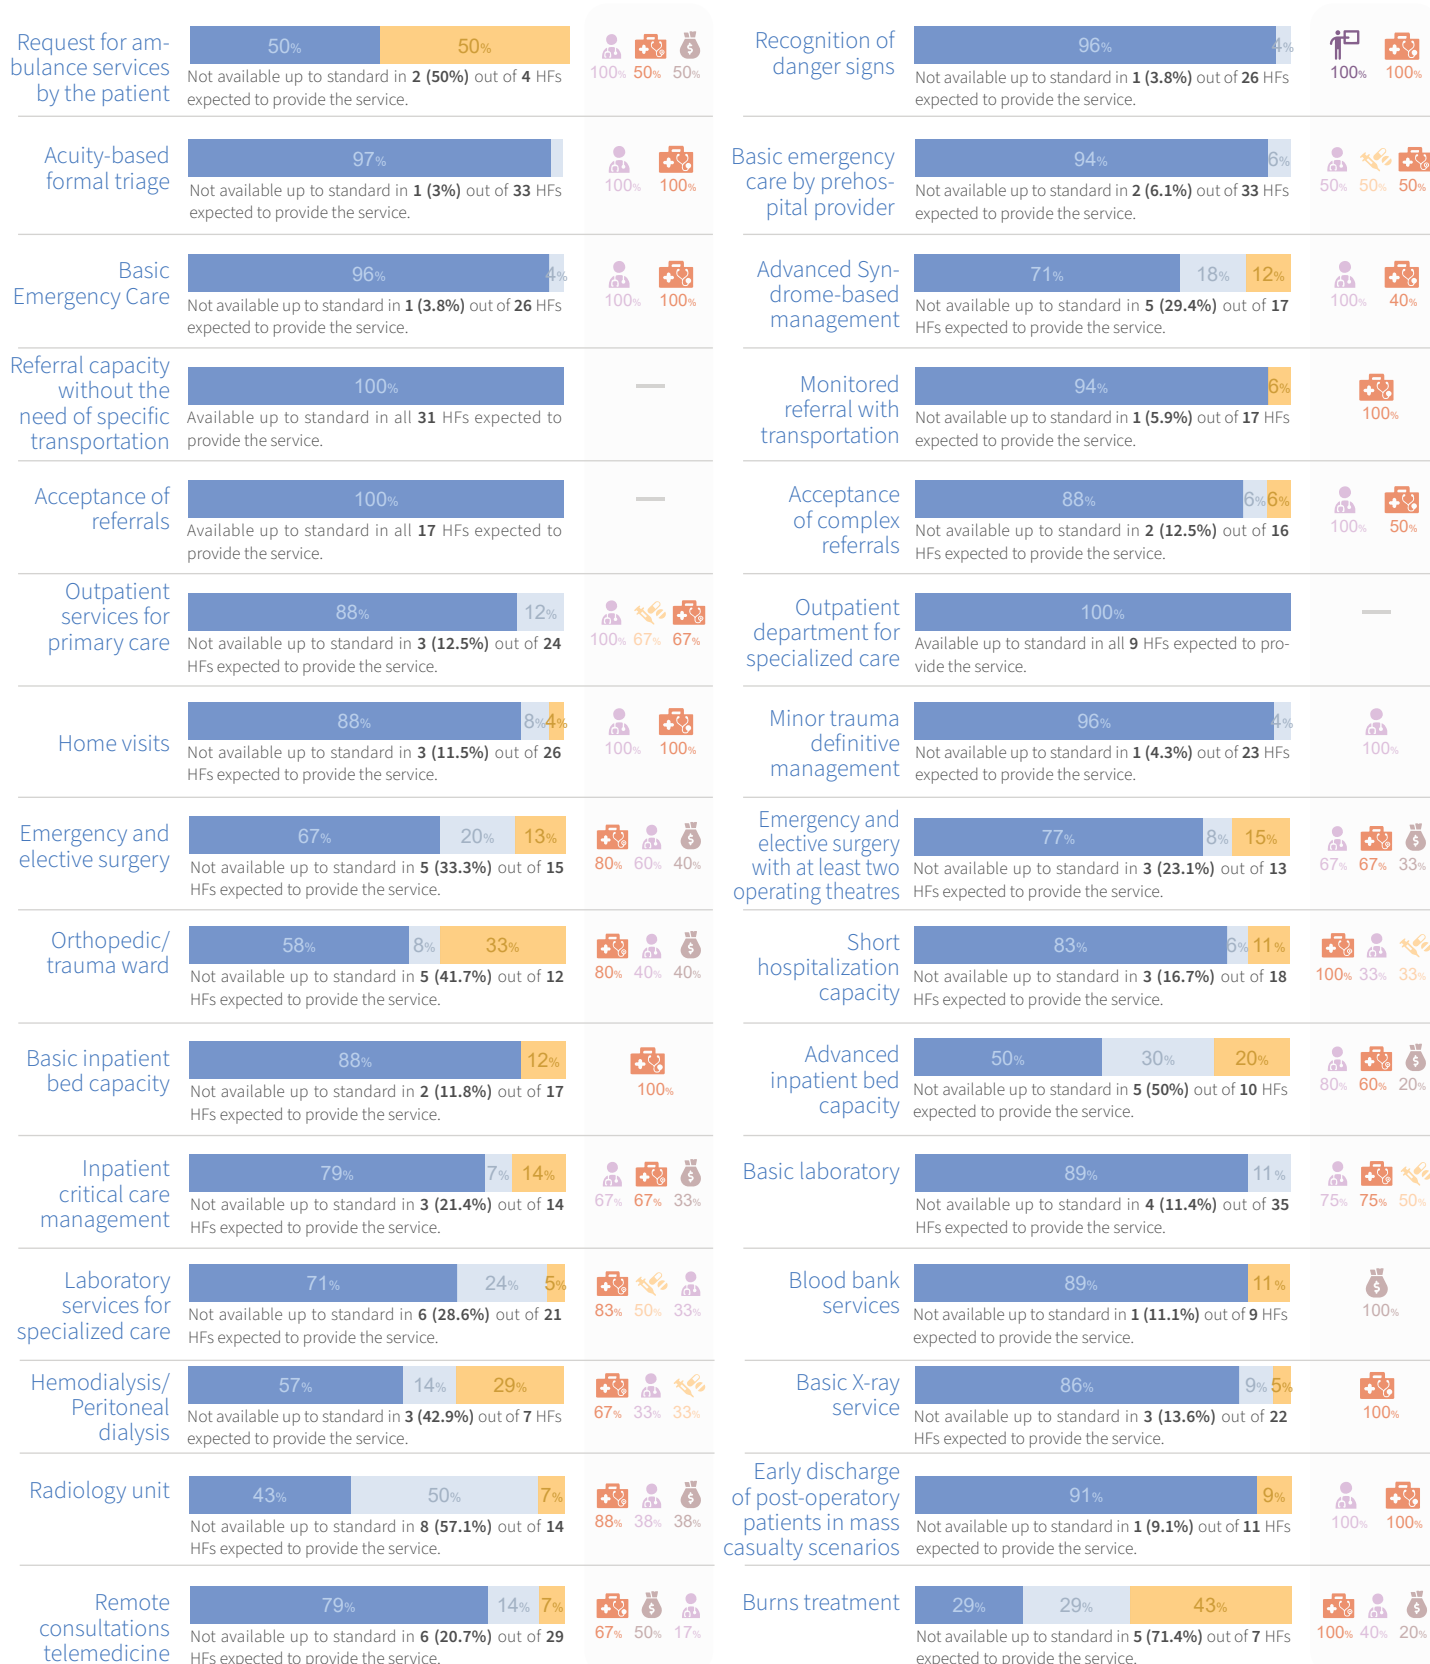 Request for am-
bulance services
by the patient
50%
50%
Not available up to standard in 2 (50%) out of 4 HFs
expected to provide the service.
100% 50% 50%
Recognition of
danger signs
96%
4%
Not available up to standard in 1 (3.8%) out of 26 HFs
expected to provide the service.
100% 100%
Acuity-based
formal triage
97%
Not available up to standard in 1 (3%) out of 33 HFs
expected to provide the service.
100% 100%
Basic emergency
care by prehos-
pital provider
94%
6%
Not available up to standard in 2 (6.1%) out of 33 HFs
expected to provide the service.
50% 50% 50%
Basic
Emergency Care
96%
4%
Not available up to standard in 1 (3.8%) out of 26 HFs
expected to provide the service.
100% 100%
Advanced Syn-
drome-based
management
71%
18%
12%
Not available up to standard in 5 (29.4%) out of 17
HFs expected to provide the service.
100% 40%
Referral capacity
without the
need of specific
transportation
100%
Available up to standard in all 31 HFs expected to
provide the service.
Monitored
referral with
transportation
94%
6%
Not available up to standard in 1 (5.9%) out of 17 HFs
expected to provide the service.
100%
Acceptance of
referrals
100%
Available up to standard in all 17 HFs expected to
provide the service.
Acceptance
of complex
referrals
88%
6%
6%
Not available up to standard in 2 (12.5%) out of 16
HFs expected to provide the service.
100% 50%
Outpatient
services for
primary care
88%
12%
Not available up to standard in 3 (12.5%) out of 24
HFs expected to provide the service.
100% 67% 67%
Outpatient
department for
specialized care
100%
Available up to standard in all 9 HFs expected to pro-
vide the service.
Home visits
88%
8%
4%
Not available up to standard in 3 (11.5%) out of 26
HFs expected to provide the service.
100% 100%
Minor trauma
definitive
management
96%
4%
Not available up to standard in 1 (4.3%) out of 23 HFs
expected to provide the service.
100%
Emergency and
elective surgery
67%
20%
13%
Not available up to standard in 5 (33.3%) out of 15
HFs expected to provide the service.
80% 60% 40%
Emergency and
elective surgery
with at least two
operating theatres
77%
8%
15%
Not available up to standard in 3 (23.1%) out of 13
HFs expected to provide the service.
67% 67% 33%
Orthopedic/
trauma ward
58%
8%
33%
Not available up to standard in 5 (41.7%) out of 12
HFs expected to provide the service.
80% 40% 40%
Short
hospitalization
capacity
83%
6%
11%
Not available up to standard in 3 (16.7%) out of 18
HFs expected to provide the service.
100% 33% 33%
Basic inpatient
bed capacity
88%
12%
Not available up to standard in 2 (11.8%) out of 17
HFs expected to provide the service.
100%
Advanced
inpatient bed
capacity
50%
30%
20%
Not available up to standard in 5 (50%) out of 10 HFs
expected to provide the service.
80% 60% 20%
Inpatient
critical care
management
79%
7%
14%
Not available up to standard in 3 (21.4%) out of 14
HFs expected to provide the service.
67% 67% 33%
Basic laboratory
89%
11%
Not available up to standard in 4 (11.4%) out of 35
HFs expected to provide the service.
75% 75% 50%
Laboratory
services for
specialized care
71%
24%
5%
Not available up to standard in 6 (28.6%) out of 21
HFs expected to provide the service.
83% 50% 33%
Blood bank
services
89%
11%
Not available up to standard in 1 (11.1%) out of 9 HFs
expected to provide the service.
100%
Hemodialysis/
Peritoneal
dialysis
57%
14%
29%
Not available up to standard in 3 (42.9%) out of 7 HFs
expected to provide the service.
67% 33% 33%
Basic X-ray
service
86%
9%
5%
Not available up to standard in 3 (13.6%) out of 22
HFs expected to provide the service.
100%
Radiology unit
43%
50%
7%
Not available up to standard in 8 (57.1%) out of 14
HFs expected to provide the service.
88% 38% 38%
Early discharge
of post-operatory
patients in mass
casualty scenarios
91%
9%
Not available up to standard in 1 (9.1%) out of 11 HFs
expected to provide the service.
100% 100%
Remote
consultations
telemedicine
79%
14%
7%
Not available up to standard in 6 (20.7%) out of 29
HFs expected to provide the service.
67% 50% 17%
Burns treatment
29%
29%
43%
Not available up to standard in 5 (71.4%) out of 7 HFs
expected to provide the service.
100% 40% 20%